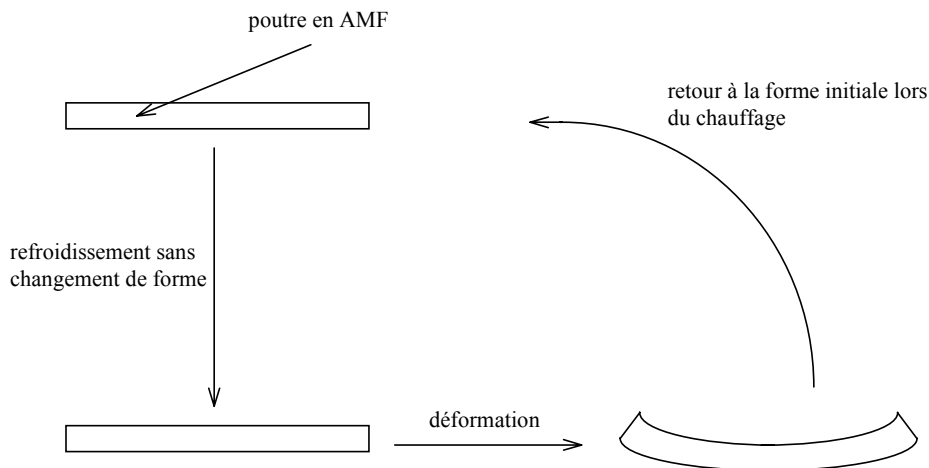 poutre en AMF
retour à la forme initiale lors
du chauffage
refroidissement sans
changement de forme
déformation